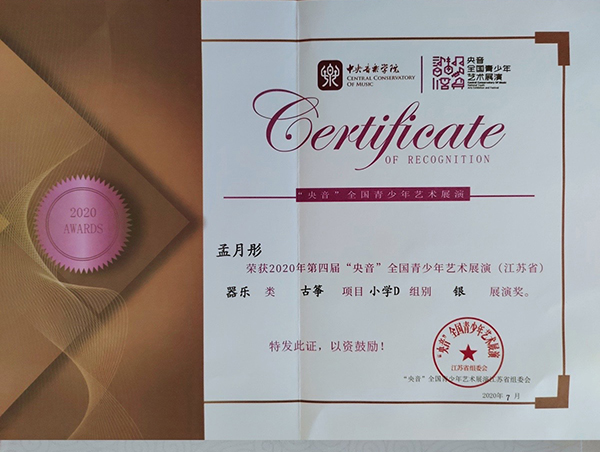 中央音乐学院
CENTRAL CONSERVATORY
OF MUSIC
央音
全国青少年
艺术展演
Certificate
OF RECOGNITION
“央音”全国青少年艺术展演
2020
AWARDS
孟月彤
荣获2020年第四届“央音”全国青少年艺术展演（江苏省）
器乐 类 古筝 项目 小学D 组别 银 展演奖。
特发此证，以资鼓励！
“央音”全国青少年艺术展演
江苏省组委会
“央音”全国青少年艺术展演江苏省组委会
2020年 7 月